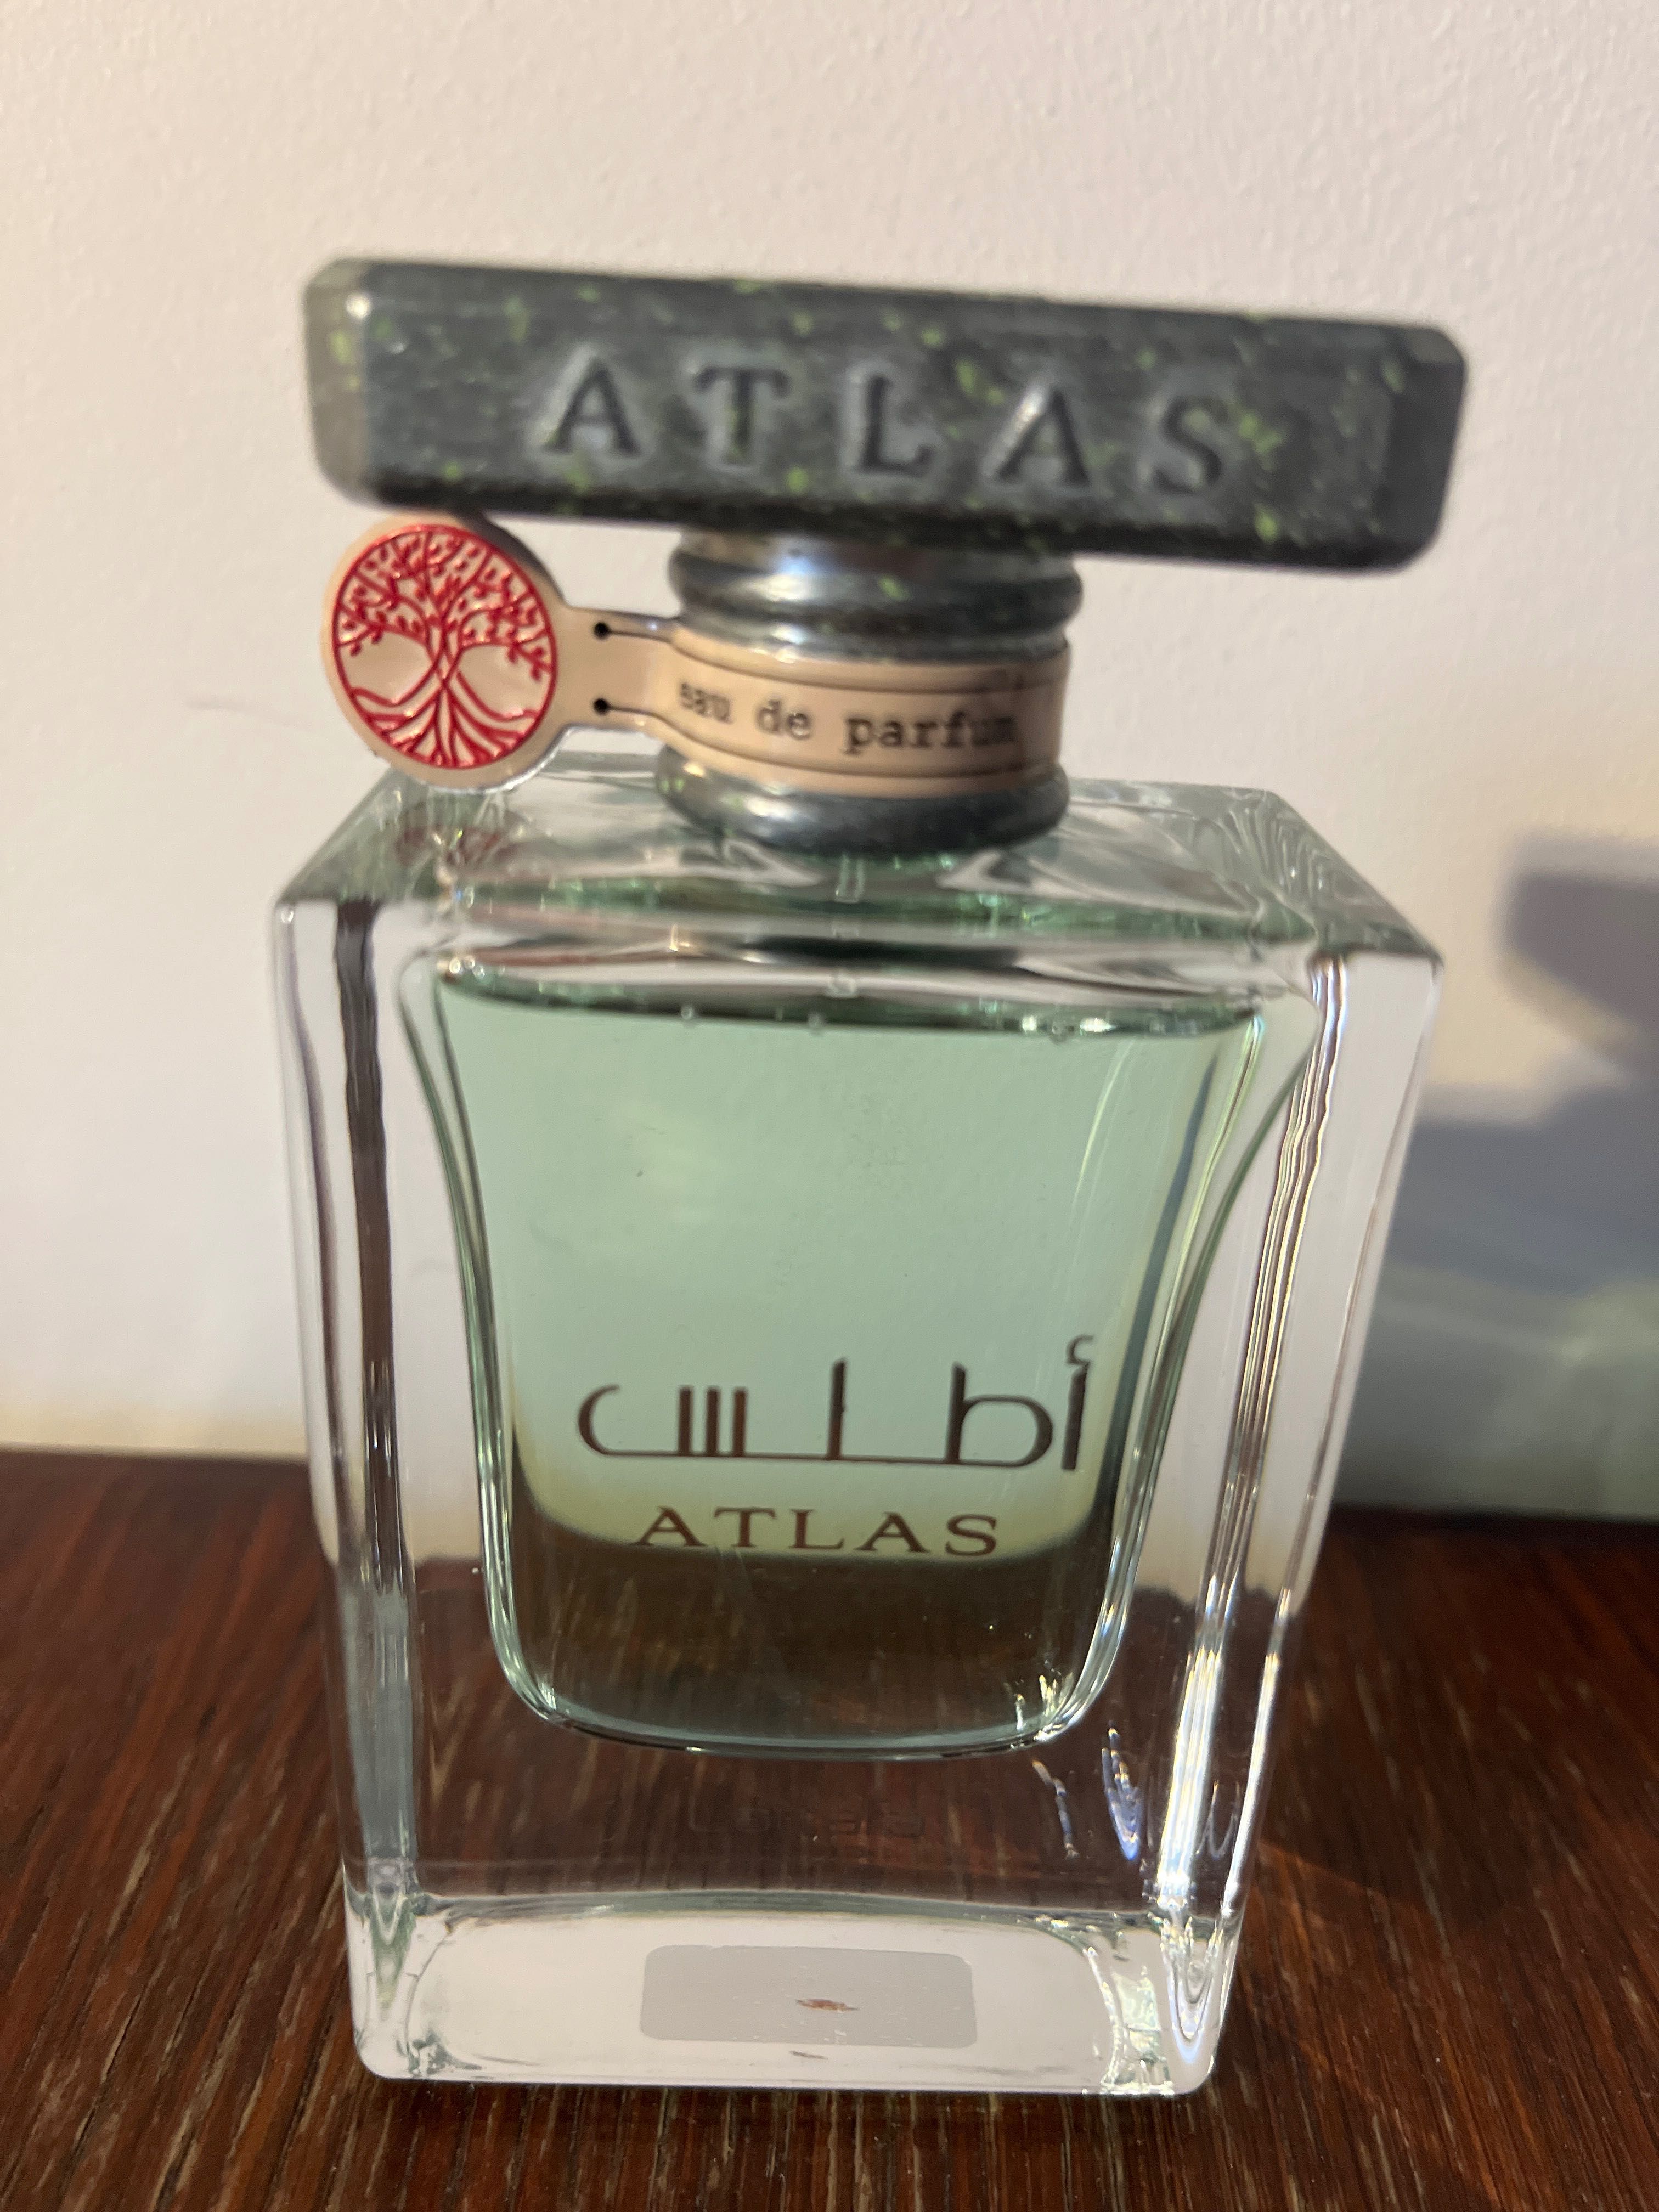 ATLAS
eau de parfum
أطلس
ATLAS